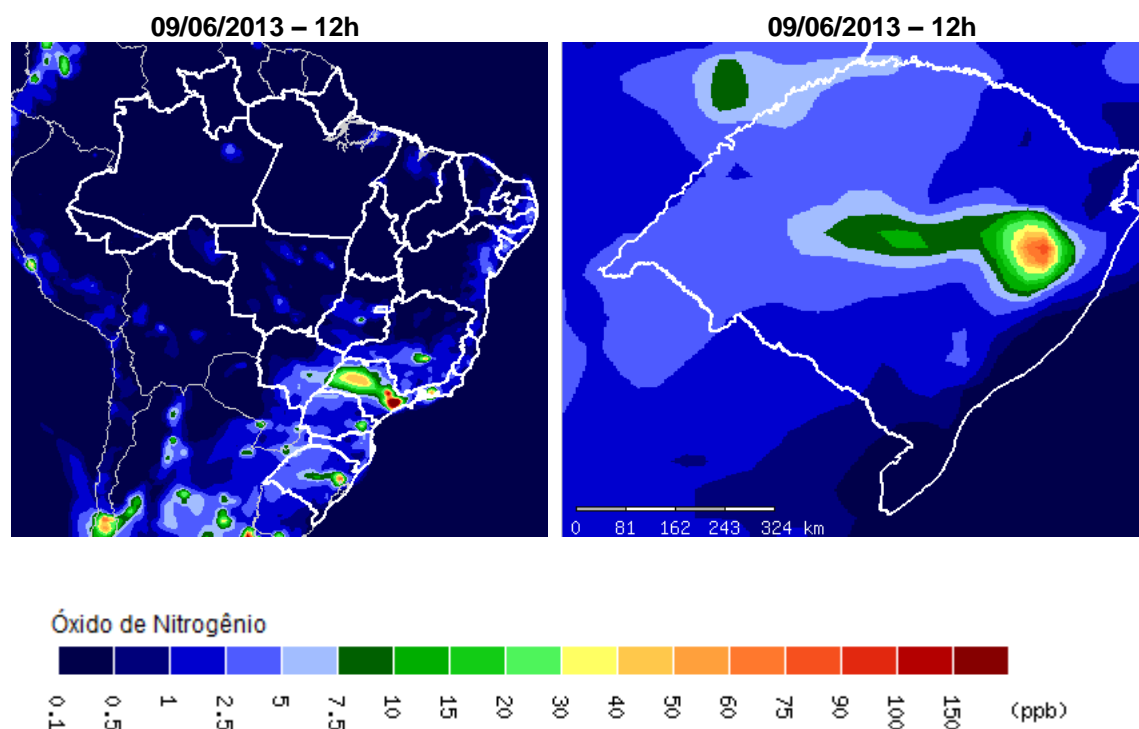 09/06/2013 – 12h
09/06/2013 – 12h
0 81 162 243 324 km
Óxido de Nitrogênio
0.1 0.5 1 2.5 5 7.5 10 15 20 30 40 50 60 75 90 100 150 (ppb)